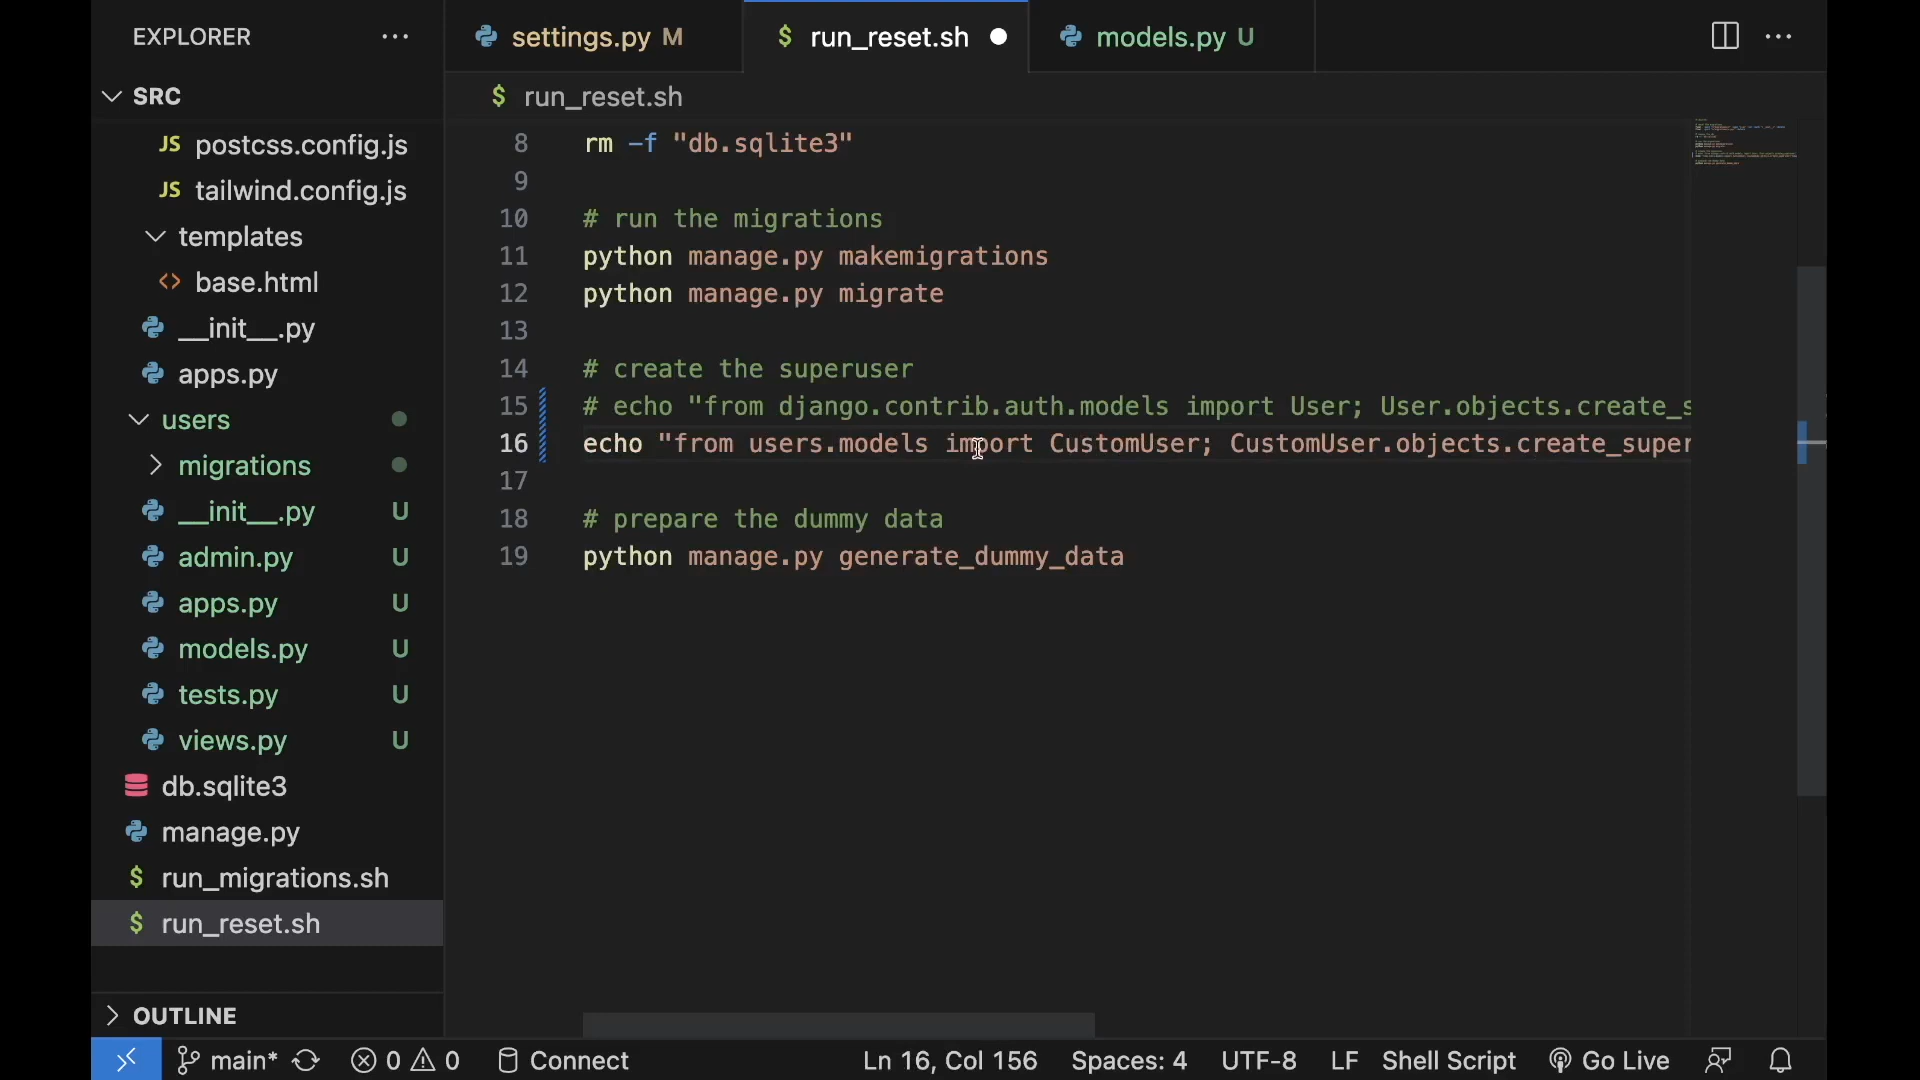 EXPLORER
SRC
JS postcss.config.js
JS tailwind.config.js
templates
<> base.html
__init__.py
apps.py
users
migrations
__init__.py U
admin.py U
apps.py U
models.py U
tests.py U
views.py U
db.sqlite3
manage.py
$ run_migrations.sh
$ run_reset.sh
OUTLINE
settings.py M
$ run_reset.sh
models.py U
$ run_reset.sh
8 rm -f "db.sqlite3"
9
10 # run the migrations
11 python manage.py makemigrations
12 python manage.py migrate
13
14 # create the superuser
15 # echo "from django.contrib.auth.models import User; User.objects.create_s
16 echo "from users.models import CustomUser; CustomUser.objects.create_super
17
18 # prepare the dummy data
19 python manage.py generate_dummy_data
main* 0 0 Connect Ln 16, Col 156 Spaces: 4 UTF-8 LF Shell Script Go Live